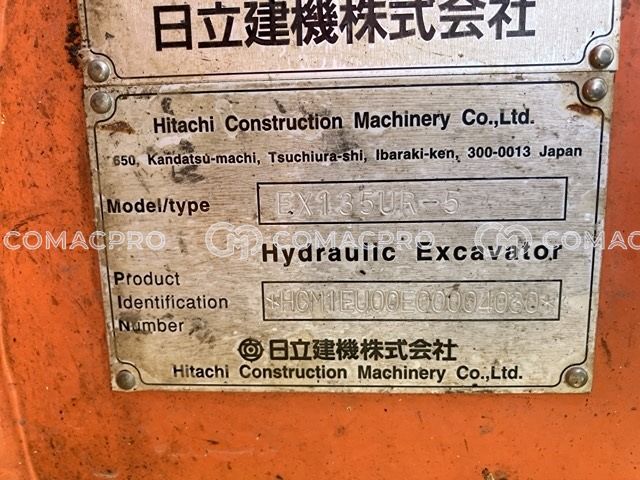 日立建機株式会社
Hitachi Construction Machinery Co.,Ltd.
650, Kandatsu-machi, Tsuchiura-shi, Ibaraki-ken, 300-0013 Japan
Model/type EX135UR-5
COMACPRO COMACPRO COMACPRO
Hydraulic Excavator
Product
Identification
Number
*HCM1EU00E00004030*
日立建機株式会社
Hitachi Construction Machinery Co.,Ltd.